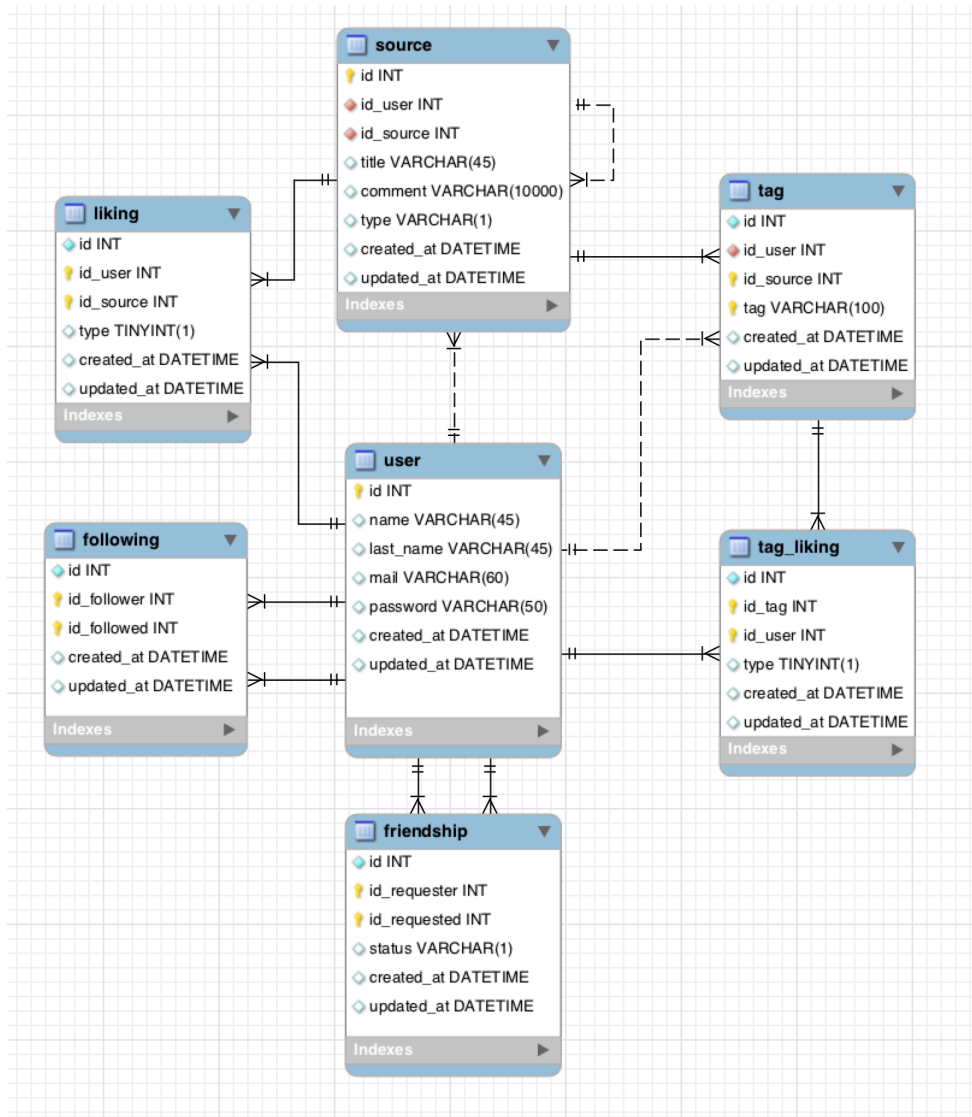 source
id INT
id_user INT
id_source INT
title VARCHAR(45)
comment VARCHAR(10000)
type VARCHAR(1)
created_at DATETIME
updated_at DATETIME
Indexes
liking
id INT
id_user INT
id_source INT
type TINYINT(1)
created_at DATETIME
updated_at DATETIME
Indexes
tag
id INT
id_user INT
id_source INT
tag VARCHAR(100)
created_at DATETIME
updated_at DATETIME
Indexes
user
id INT
name VARCHAR(45)
last_name VARCHAR(45)
mail VARCHAR(60)
password VARCHAR(50)
created_at DATETIME
updated_at DATETIME
Indexes
following
id INT
id_follower INT
id_followed INT
created_at DATETIME
updated_at DATETIME
Indexes
tag_liking
id INT
id_tag INT
id_user INT
type TINYINT(1)
created_at DATETIME
updated_at DATETIME
Indexes
friendship
id INT
id_requester INT
id_requested INT
status VARCHAR(1)
created_at DATETIME
updated_at DATETIME
Indexes